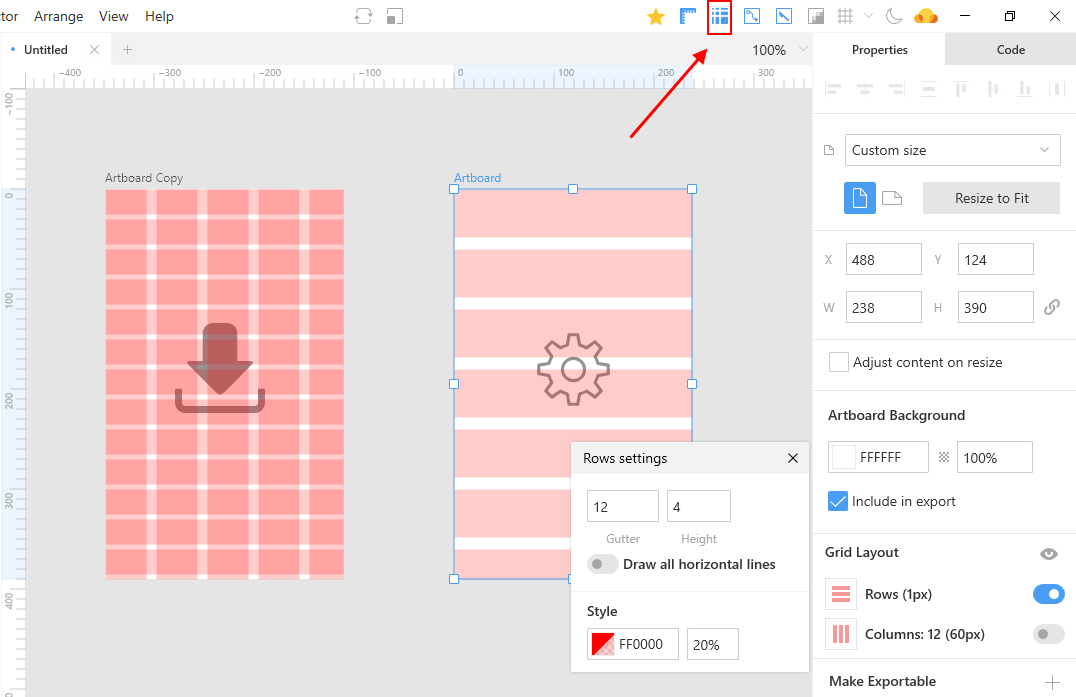 tor Arrange View Help
Untitled
100%
Properties Code
−400 −300 −200 −100 0 100 200 300
−100
0
100
200
300
400
Artboard Copy
Artboard
Custom size
Resize to Fit
X 488 Y 124
W 238 H 390
Adjust content on resize
Artboard Background
FFFFFF 100%
Include in export
Grid Layout
Rows (1px)
Columns: 12 (60px)
Make Exportable
Rows settings
12 4
Gutter Height
Draw all horizontal lines
Style
FF0000 20%